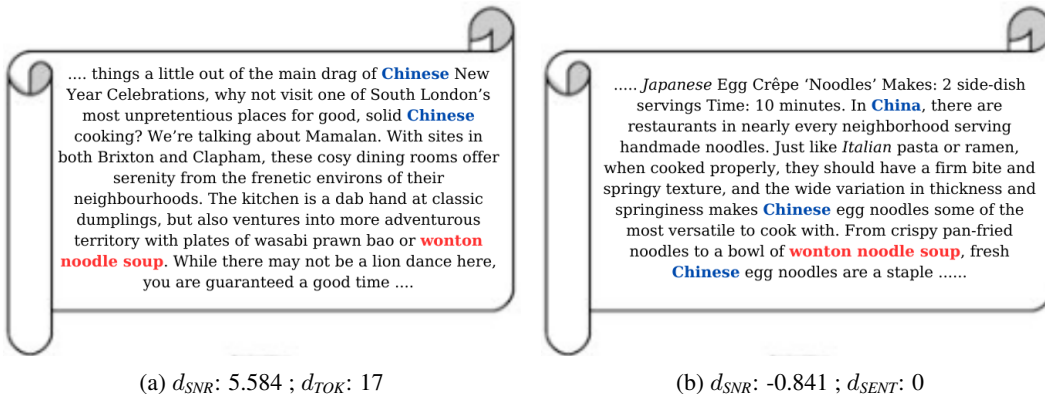 .... things a little out of the main drag of Chinese New
Year Celebrations, why not visit one of South London's
most unpretentious places for good, solid Chinese
cooking? We're talking about Mamalan. With sites in
both Brixton and Clapham, these cosy dining rooms offer
serenity from the frenetic environs of their
neighbourhoods. The kitchen is a dab hand at classic
dumplings, but also ventures into more adventurous
territory with plates of wasabi prawn bao or wonton
noodle soup. While there may not be a lion dance here,
you are guaranteed a good time ....
(a) dSNR: 5.584 ; dTOK: 17
..... Japanese Egg Crêpe ‘Noodles’ Makes: 2 side-dish
servings Time: 10 minutes. In China, there are
restaurants in nearly every neighborhood serving
handmade noodles. Just like Italian pasta or ramen,
when cooked properly, they should have a firm bite and
springy texture, and the wide variation in thickness and
springiness makes Chinese egg noodles some of the
most versatile to cook with. From crispy pan-fried
noodles to a bowl of wonton noodle soup, fresh
Chinese egg noodles are a staple ......
(b) dSNR: -0.841 ; dSENT: 0